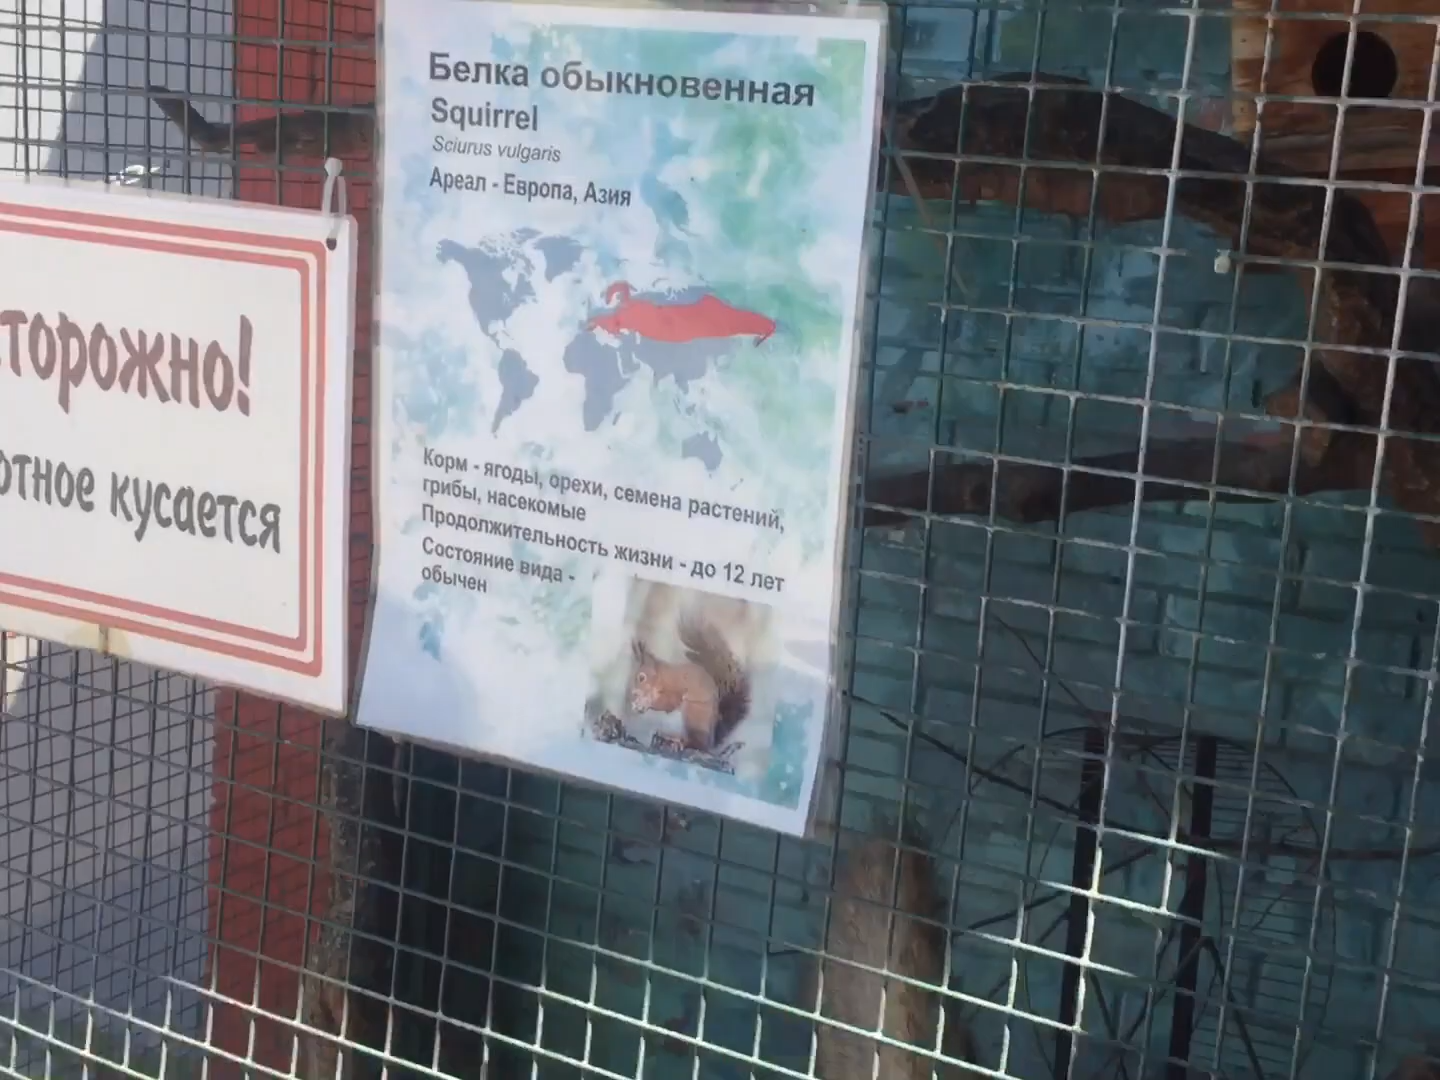 торожно!
отное кусается
Белка обыкновенная
Squirrel
Sciurus vulgaris
Ареал - Европа, Азия
Корм - ягоды, орехи, семена растений,
грибы, насекомые
Продолжительность жизни - до 12 лет
Состояние вида -
обычен